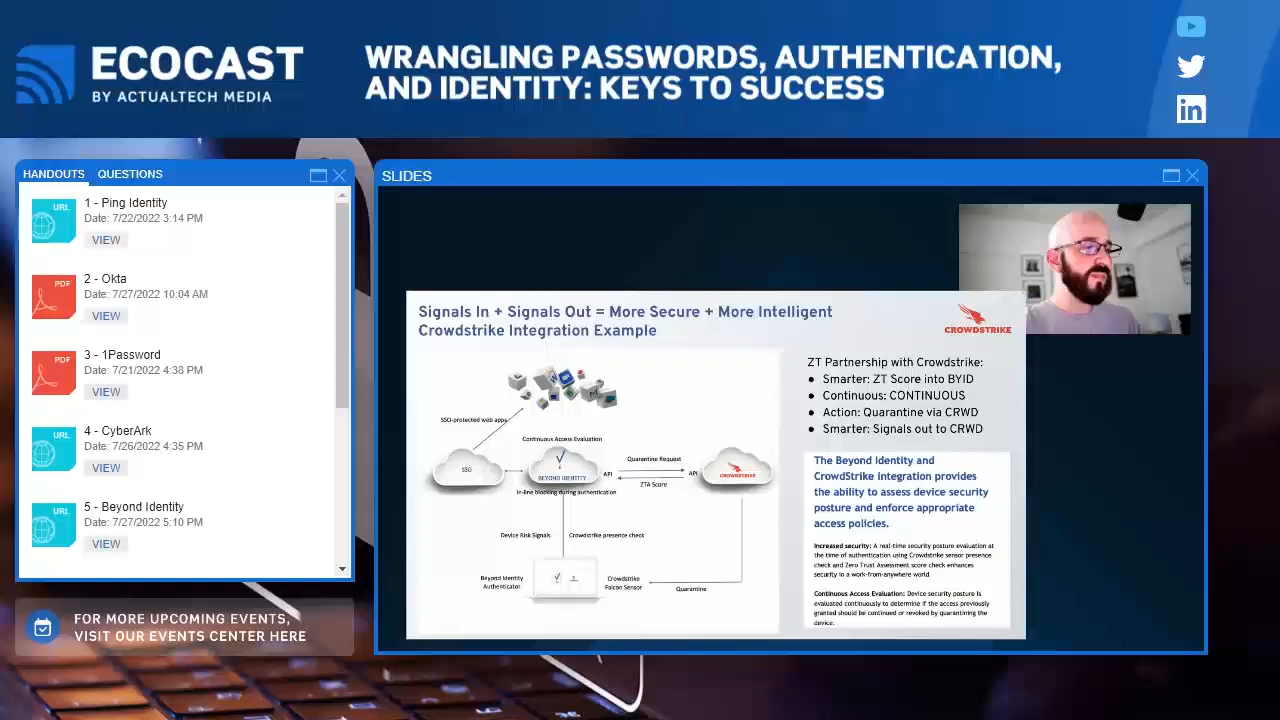 ECOCAST
BY ACTUALTECH MEDIA
WRANGLING PASSWORDS, AUTHENTICATION,
AND IDENTITY: KEYS TO SUCCESS
HANDOUTS QUESTIONS
URL
1 - Ping Identity
Date: 7/22/2022 3:14 PM
VIEW
PDF
2 - Okta
Date: 7/27/2022 10:04 AM
VIEW
PDF
3 - 1Password
Date: 7/21/2022 4:38 PM
VIEW
URL
4 - CyberArk
Date: 7/26/2022 4:35 PM
VIEW
URL
5 - Beyond Identity
Date: 7/27/2022 5:10 PM
VIEW
FOR MORE UPCOMING EVENTS,
VISIT OUR EVENTS CENTER HERE
SLIDES
Signals In + Signals Out = More Secure + More Intelligent
Crowdstrike Integration Example
CROWDSTRIKE
SSO-protected web apps
Continuous Access Evaluation
SSO
BEYOND IDENTITY
API
Quarantine Request
ZTA Score
API
CROWDSTRIKE
In-line blocking during authentication
Device Risk Signals
Crowdstrike presence check
Beyond Identity
Authenticator
Crowdstrike
Falcon Sensor
Quarantine
ZT Partnership with Crowdstrike:
● Smarter: ZT Score into BYID
● Continuous: CONTINUOUS
● Action: Quarantine via CRWD
● Smarter: Signals out to CRWD
The Beyond Identity and
CrowdStrike integration provides
the ability to assess device security
posture and enforce appropriate
access policies.
Increased security: A real-time security posture evaluation at
the time of authentication using Crowdstrike sensor presence
check and Zero Trust Assessment score check enhances
security in a work-from-anywhere world
Continuous Access Evaluation: Device security posture is
evaluated continuously to determine if the access previously
granted should be continued or revoked by quarantining the
device.